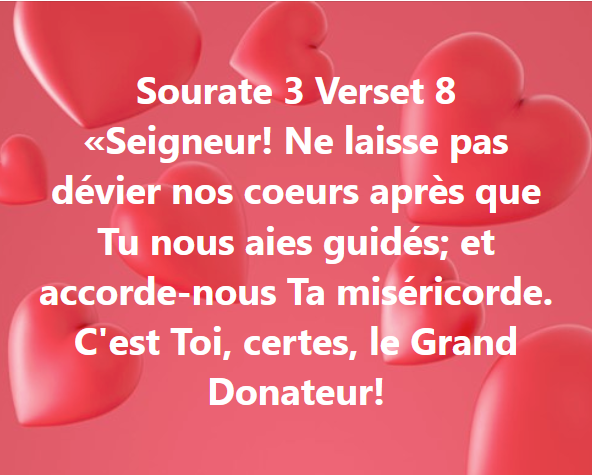 Sourate 3 Verset 8
«Seigneur! Ne laisse pas
dévier nos coeurs après que
Tu nous aies guidés; et
accorde-nous Ta miséricorde.
C'est Toi, certes, le Grand
Donateur!